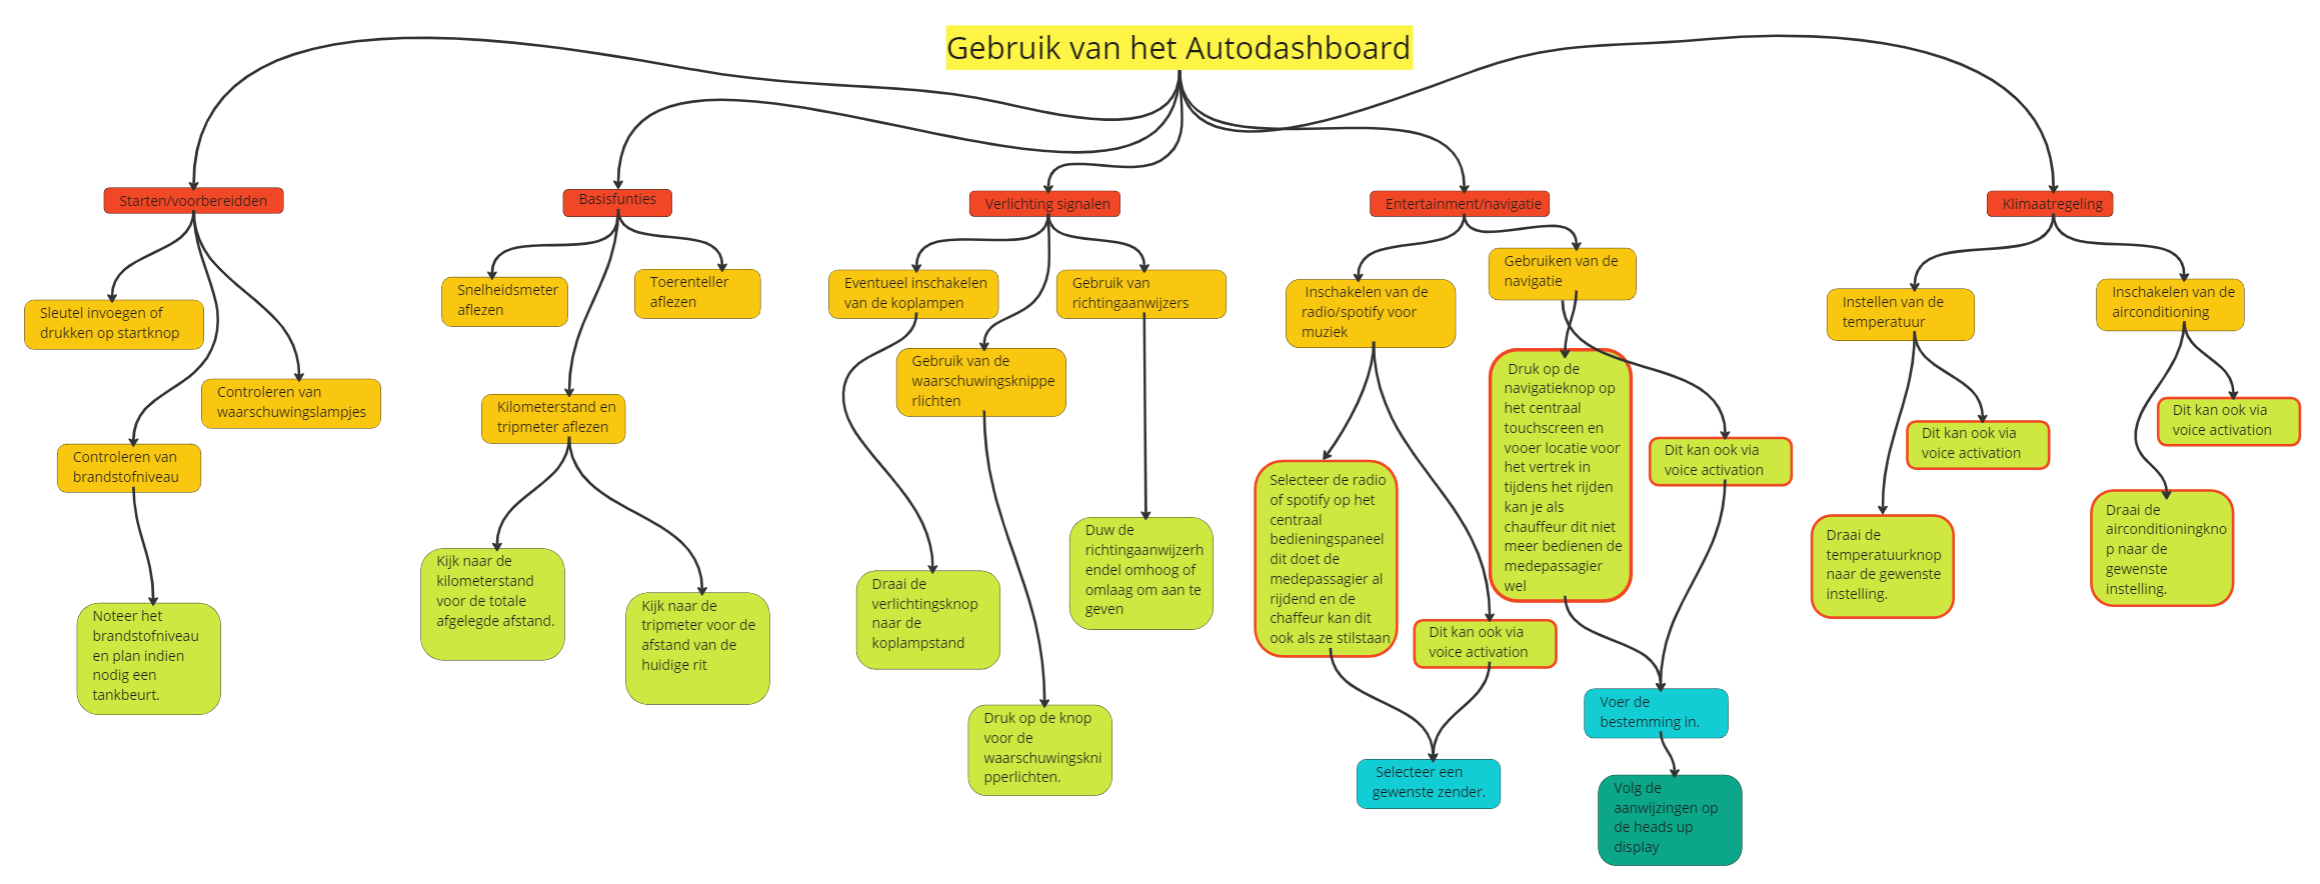 Gebruik van het Autodashboard
Starten/voorbereidden
Sleutel invoegen of
drukken op startknop
Controleren van
waarschuwingslampjes
Controleren van
brandstofniveau
Noteer het
brandstofniveau
en plan indien
nodig een
tankbeurt.
Basisfunties
Snelheidsmeter
aflezen
Toerenteller
aflezen
Kilometerstand en
tripmeter aflezen
Kijk naar de
kilometerstand
voor de totale
afgelegde afstand.
Kijk naar de
tripmeter voor de
afstand van de
huidige rit
Verlichting signalen
Eventueel inschakelen
van de koplampen
Gebruik van
richtingaanwijzers
Gebruik van de
waarschuwingsknippe
rlichten
Draai de
verlichtingsknop
naar de
koplampstand
Duw de
richtingaanwijzerh
endel omhoog of
omlaag om aan te
geven
Druk op de knop
voor de
waarschuwingskni
pperlichten.
Entertainment/navigatie
Inschakelen van de
radio/spotify voor
muziek
Gebruiken van de
navigatie
Selecteer de radio
of spotify op het
centraal
bedieningspaneel
dit doet de
medepassagier al
rijdend en de
chaffeur kan dit
ook als ze stilstaan
Dit kan ook via
voice activation
Selecteer een
gewenste zender.
Druk op de
navigatieknop op
het centraal
touchscreen en
vooer locatie voor
het vertrek in
tijdens het rijden
kan je als
chauffeur dit niet
meer bedienen de
medepassagier
wel
Dit kan ook via
voice activation
Voer de
bestemming in.
Volg de
aanwijzingen op
de heads up
display
Klimaatregeling
Instellen van de
temperatuur
Inschakelen van de
airconditioning
Dit kan ook via
voice activation
Dit kan ook via
voice activation
Draai de
temperatuurknop
naar de gewenste
instelling.
Draai de
airconditioningkno
p naar de
gewenste
instelling.